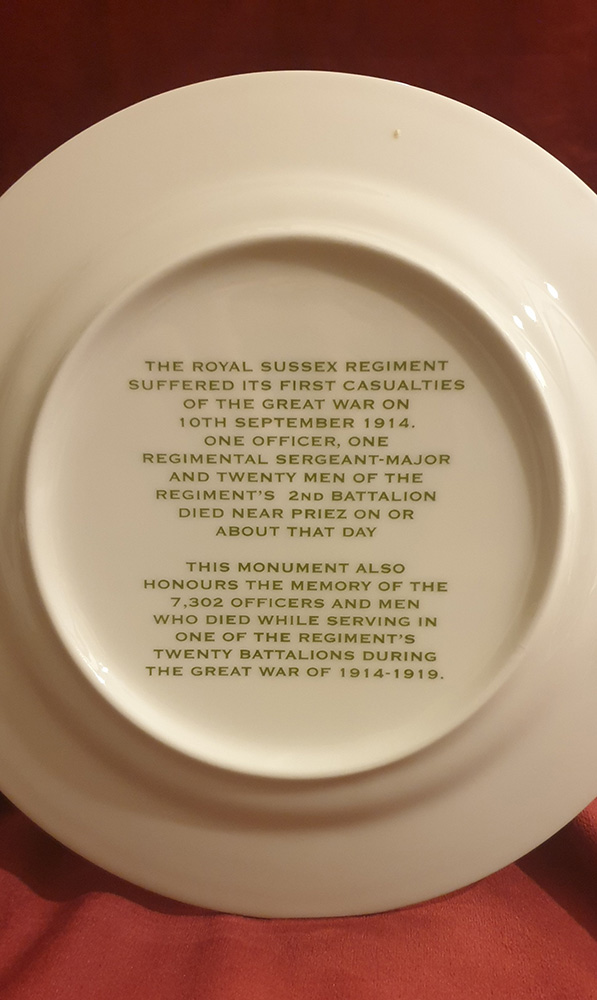 THE ROYAL SUSSEX REGIMENT
SUFFERED ITS FIRST CASUALTIES
OF THE GREAT WAR ON
10TH SEPTEMBER 1914.
ONE OFFICER, ONE
REGIMENTAL SERGEANT-MAJOR
AND TWENTY MEN OF THE
REGIMENT'S 2ND BATTALION
DIED NEAR PRIEZ ON OR
ABOUT THAT DAY
THIS MONUMENT ALSO
HONOURS THE MEMORY OF THE
7,302 OFFICERS AND MEN
WHO DIED WHILE SERVING IN
ONE OF THE REGIMENT'S
TWENTY BATTALIONS DURING
THE GREAT WAR OF 1914-1919.